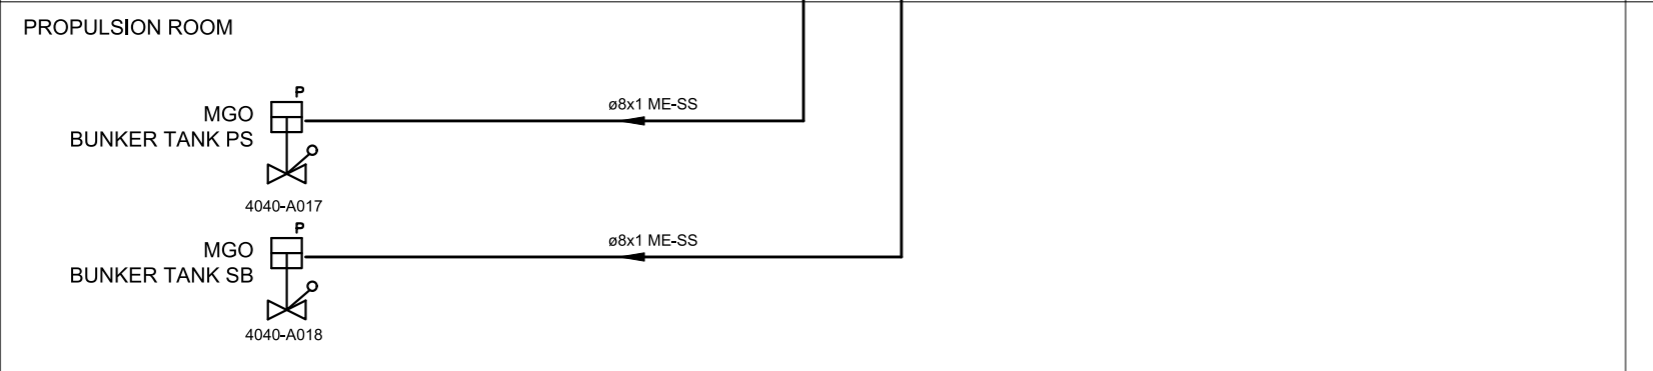 PROPULSION ROOM
P
MGO
BUNKER TANK PS
ø8x1 ME-SS
4040-A017
P
MGO
BUNKER TANK SB
ø8x1 ME-SS
4040-A018